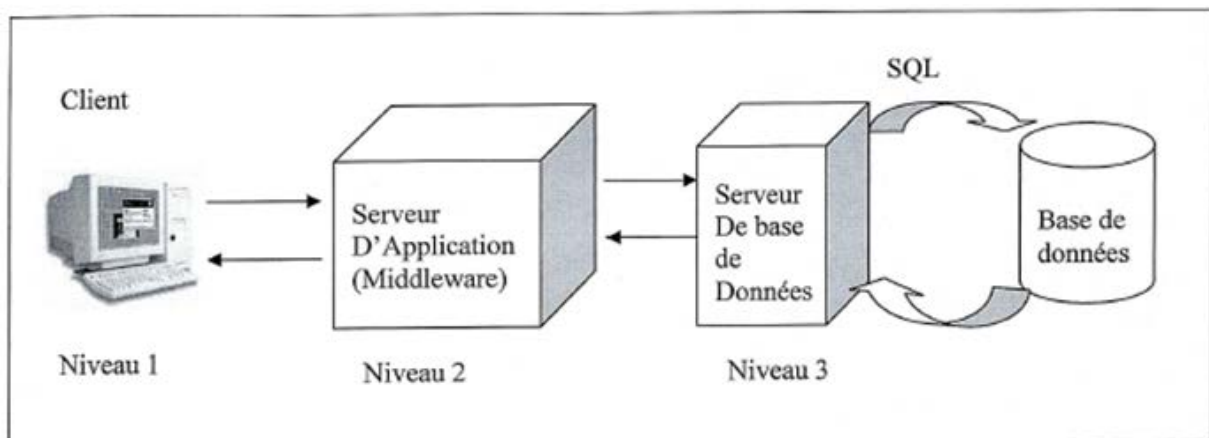 SQL
Client
Serveur
D'Application
(Middleware)
Serveur
De base
de
Données
Base de
données
Niveau 1
Niveau 2
Niveau 3